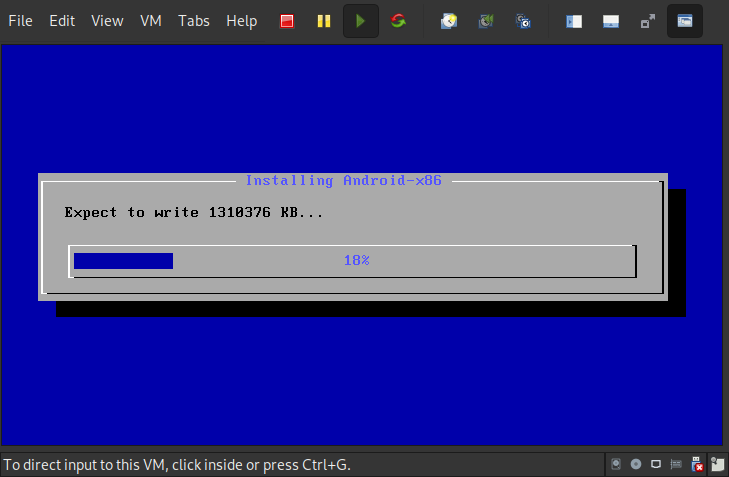 File Edit View VM Tabs Help
Installing Android-x86
Expect to write 1310376 KB...
18%
To direct input to this VM, click inside or press Ctrl+G.